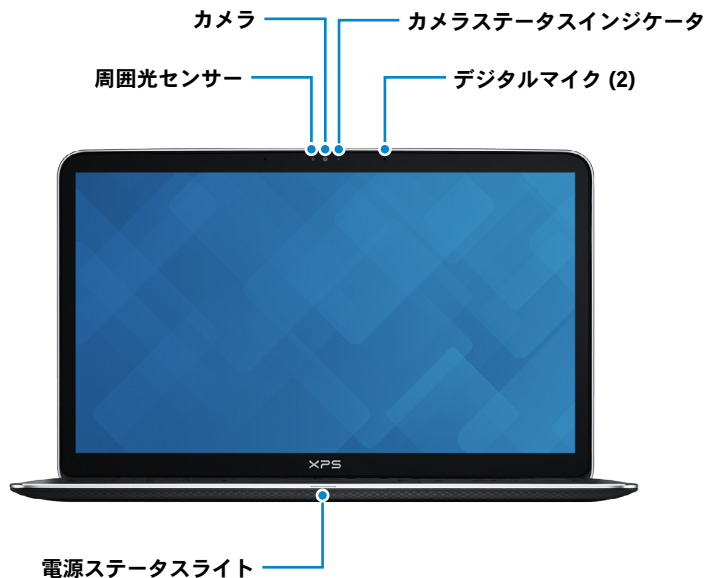 カメラ
カメラステータスインジケータ
周囲光センサー
デジタルマイク (2)
XPS
電源ステータスライト